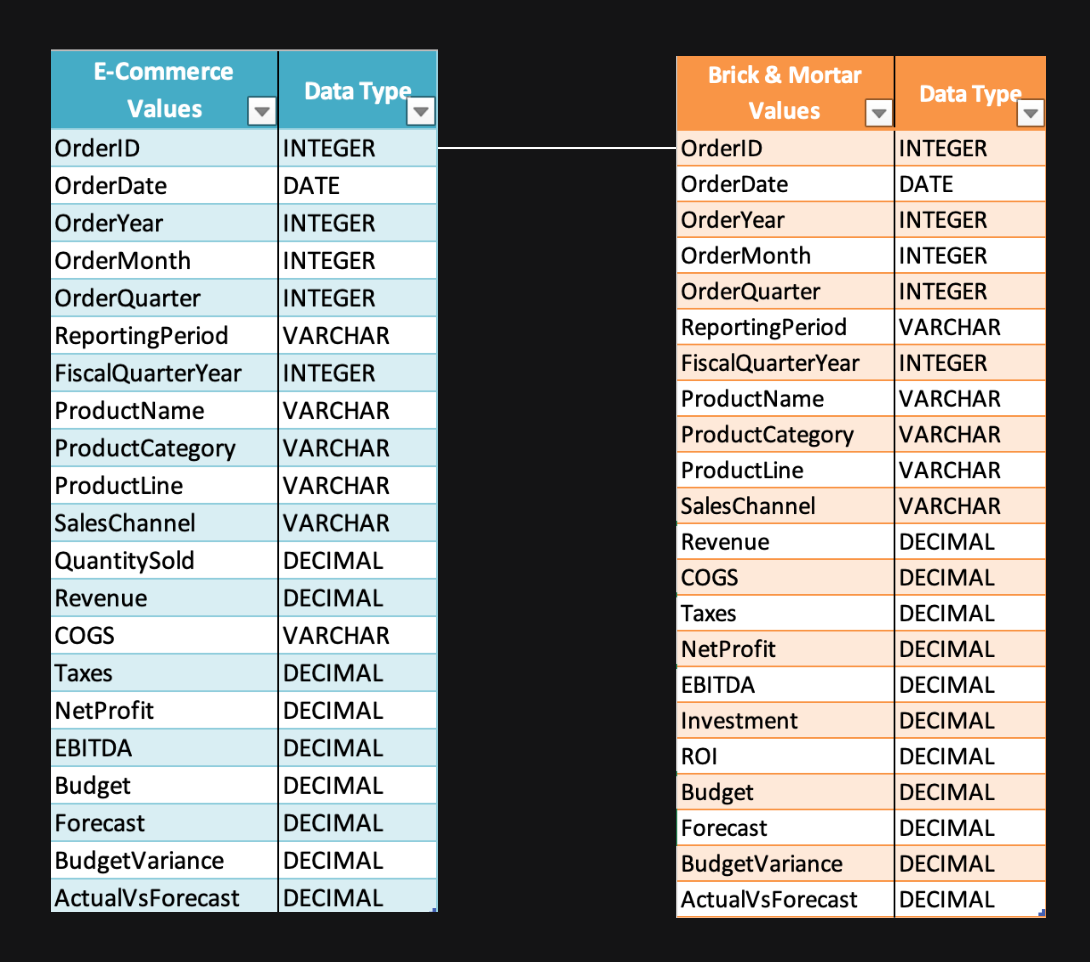 E-Commerce
Values
Data Type
OrderID INTEGER
OrderDate DATE
OrderYear INTEGER
OrderMonth INTEGER
OrderQuarter INTEGER
ReportingPeriod VARCHAR
FiscalQuarterYear INTEGER
ProductName VARCHAR
ProductCategory VARCHAR
ProductLine VARCHAR
SalesChannel VARCHAR
QuantitySold DECIMAL
Revenue DECIMAL
COGS VARCHAR
Taxes DECIMAL
NetProfit DECIMAL
EBITDA DECIMAL
Budget DECIMAL
Forecast DECIMAL
BudgetVariance DECIMAL
ActualVsForecast DECIMAL
Brick & Mortar
Values
Data Type
OrderID INTEGER
OrderDate DATE
OrderYear INTEGER
OrderMonth INTEGER
OrderQuarter INTEGER
ReportingPeriod VARCHAR
FiscalQuarterYear INTEGER
ProductName VARCHAR
ProductCategory VARCHAR
ProductLine VARCHAR
SalesChannel VARCHAR
Revenue DECIMAL
COGS DECIMAL
Taxes DECIMAL
NetProfit DECIMAL
EBITDA DECIMAL
Investment DECIMAL
ROI DECIMAL
Budget DECIMAL
Forecast DECIMAL
BudgetVariance DECIMAL
ActualVsForecast DECIMAL